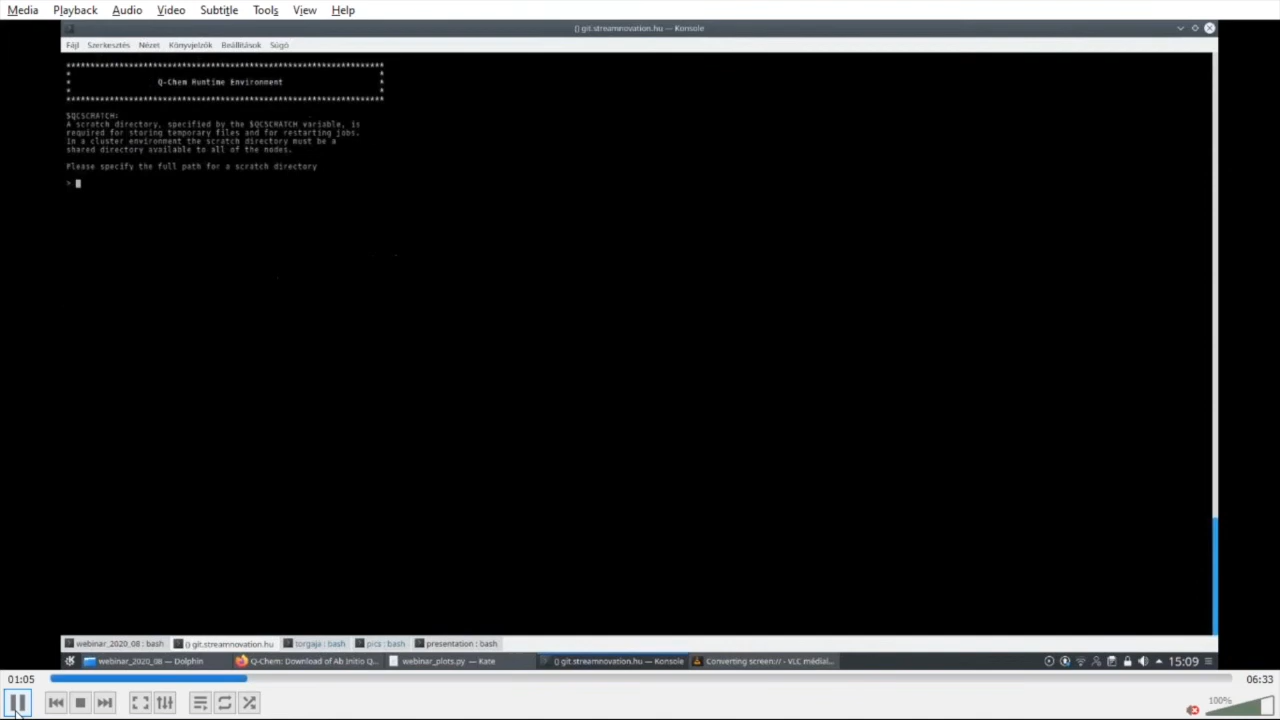 Media Playback Audio Video Subtitle Tools View Help
() git.streamnovation.hu — Konsole
Fájl Szerkesztés Nézet Könyvjelzők Beállítások Súgó
*******************************************************************
* *
* Q-Chem Runtime Environment *
* *
*******************************************************************
$QCSCRATCH:
A scratch directory, specified by the $QCSCRATCH variable, is
required for storing temporary files and for restarting jobs.
In a cluster environment the scratch directory must be a
shared directory available to all of the nodes.
Please specify the full path for a scratch directory
>
webinar_2020_08 : bash () git.streamnovation.hu torgaja : bash pics : bash presentation : bash
webinar_2020_08 — Dolphin Q-Chem: Download of Ab Initio Q... webinar_plots.py — Kate () git.streamnovation.hu — Konsole Converting screen:// - VLC médial... 15:09
01:05 06:33
100%